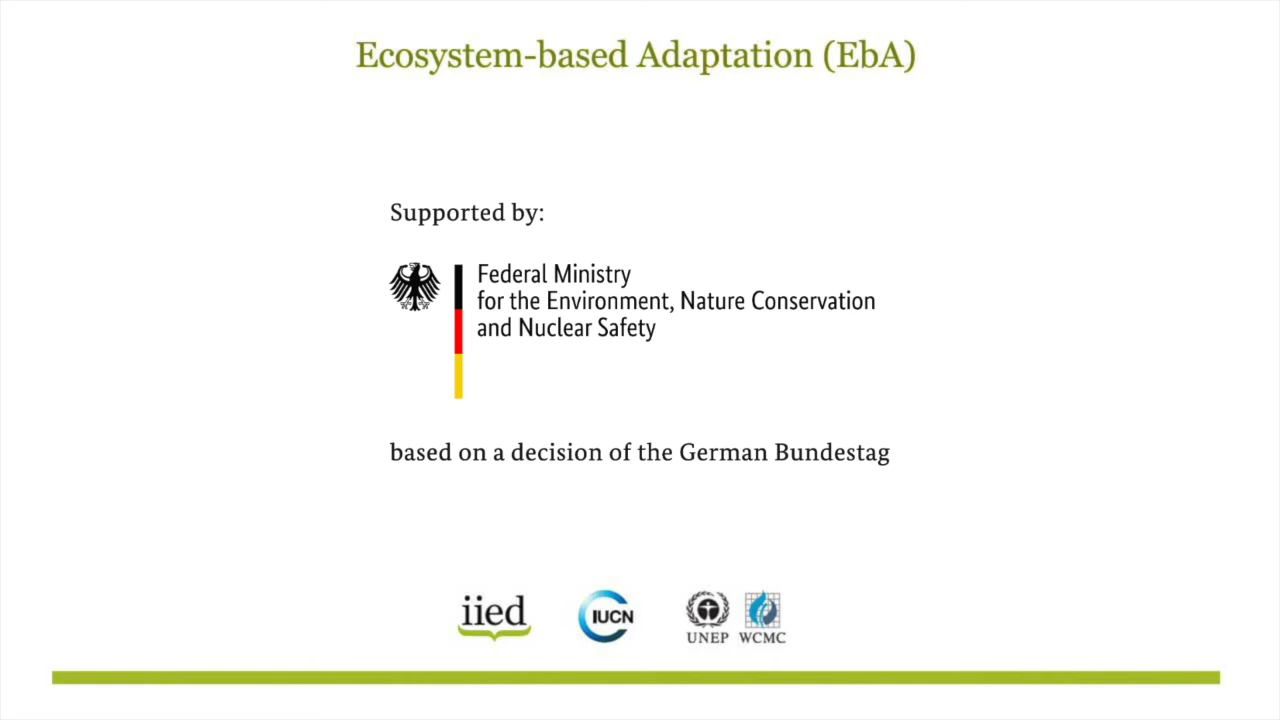 Ecosystem-based Adaptation (EbA)
Supported by:
Federal Ministry
for the Environment, Nature Conservation
and Nuclear Safety
based on a decision of the German Bundestag
iied
IUCN
UNEP WCMC